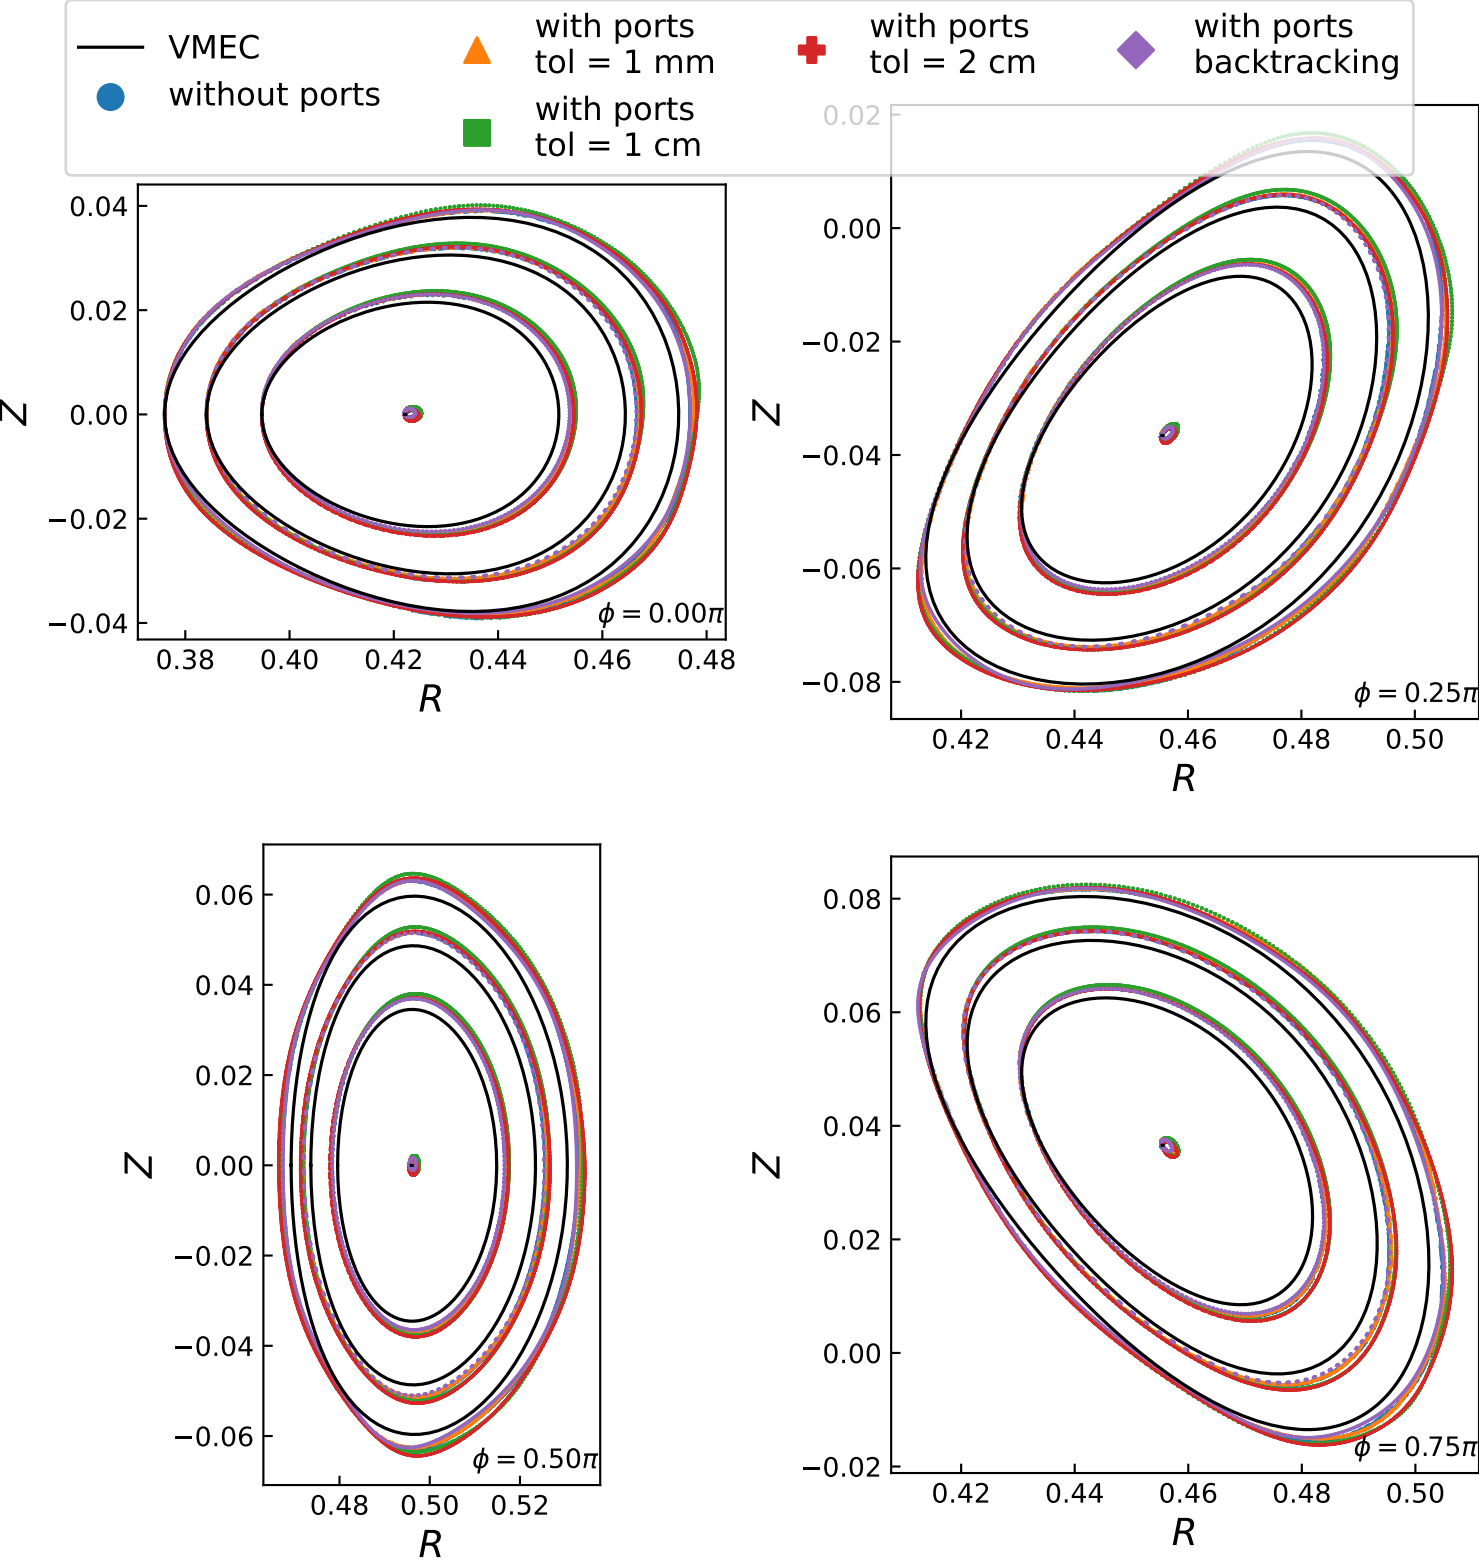 VMEC
without ports
with ports
tol = 1 mm
with ports
tol = 1 cm
with ports
tol = 2 cm
with ports
backtracking
0.04
0.02
0.00
−0.02
−0.04
Z
0.38 0.40 0.42 0.44 0.46 0.48
R
ϕ = 0.00π
0.02
0.00
−0.02
−0.04
−0.06
−0.08
Z
0.42 0.44 0.46 0.48 0.50
R
ϕ = 0.25π
0.06
0.04
0.02
0.00
−0.02
−0.04
−0.06
Z
0.48 0.50 0.52
R
ϕ = 0.50π
0.08
0.06
0.04
0.02
0.00
−0.02
Z
0.42 0.44 0.46 0.48 0.50
R
ϕ = 0.75π